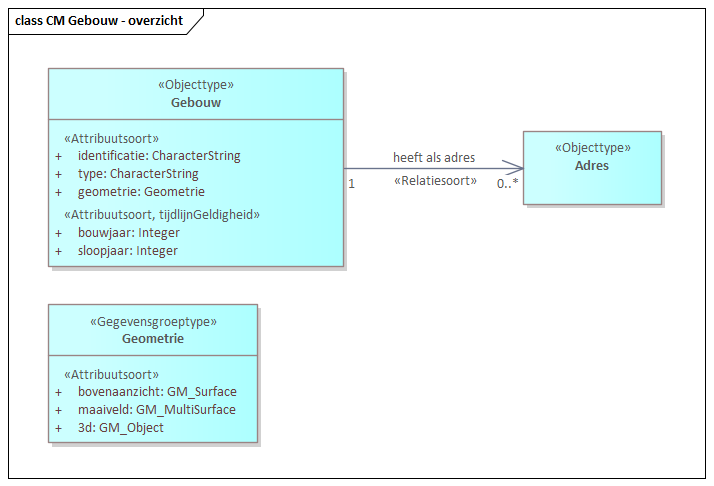 class CM Gebouw - overzicht
«Objecttype»
Gebouw
«Attribuutsoort»
+ identificatie: CharacterString
+ type: CharacterString
+ geometrie: Geometrie
«Attribuutsoort, tijdlijnGeldigheid»
+ bouwjaar: Integer
+ sloopjaar: Integer
heeft als adres
1
«Relatiesoort»
0..*
«Objecttype»
Adres
«Gegevensgroeptype»
Geometrie
«Attribuutsoort»
+ bovenaanzicht: GM_Surface
+ maaiveld: GM_MultiSurface
+ 3d: GM_Object